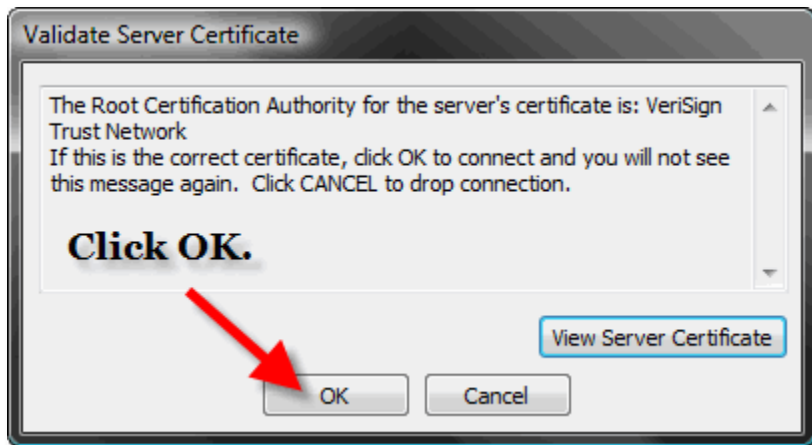 Validate Server Certificate
The Root Certification Authority for the server's certificate is: VeriSign
Trust Network
If this is the correct certificate, click OK to connect and you will not see
this message again.  Click CANCEL to drop connection.
Click OK.
View Server Certificate
OK
Cancel